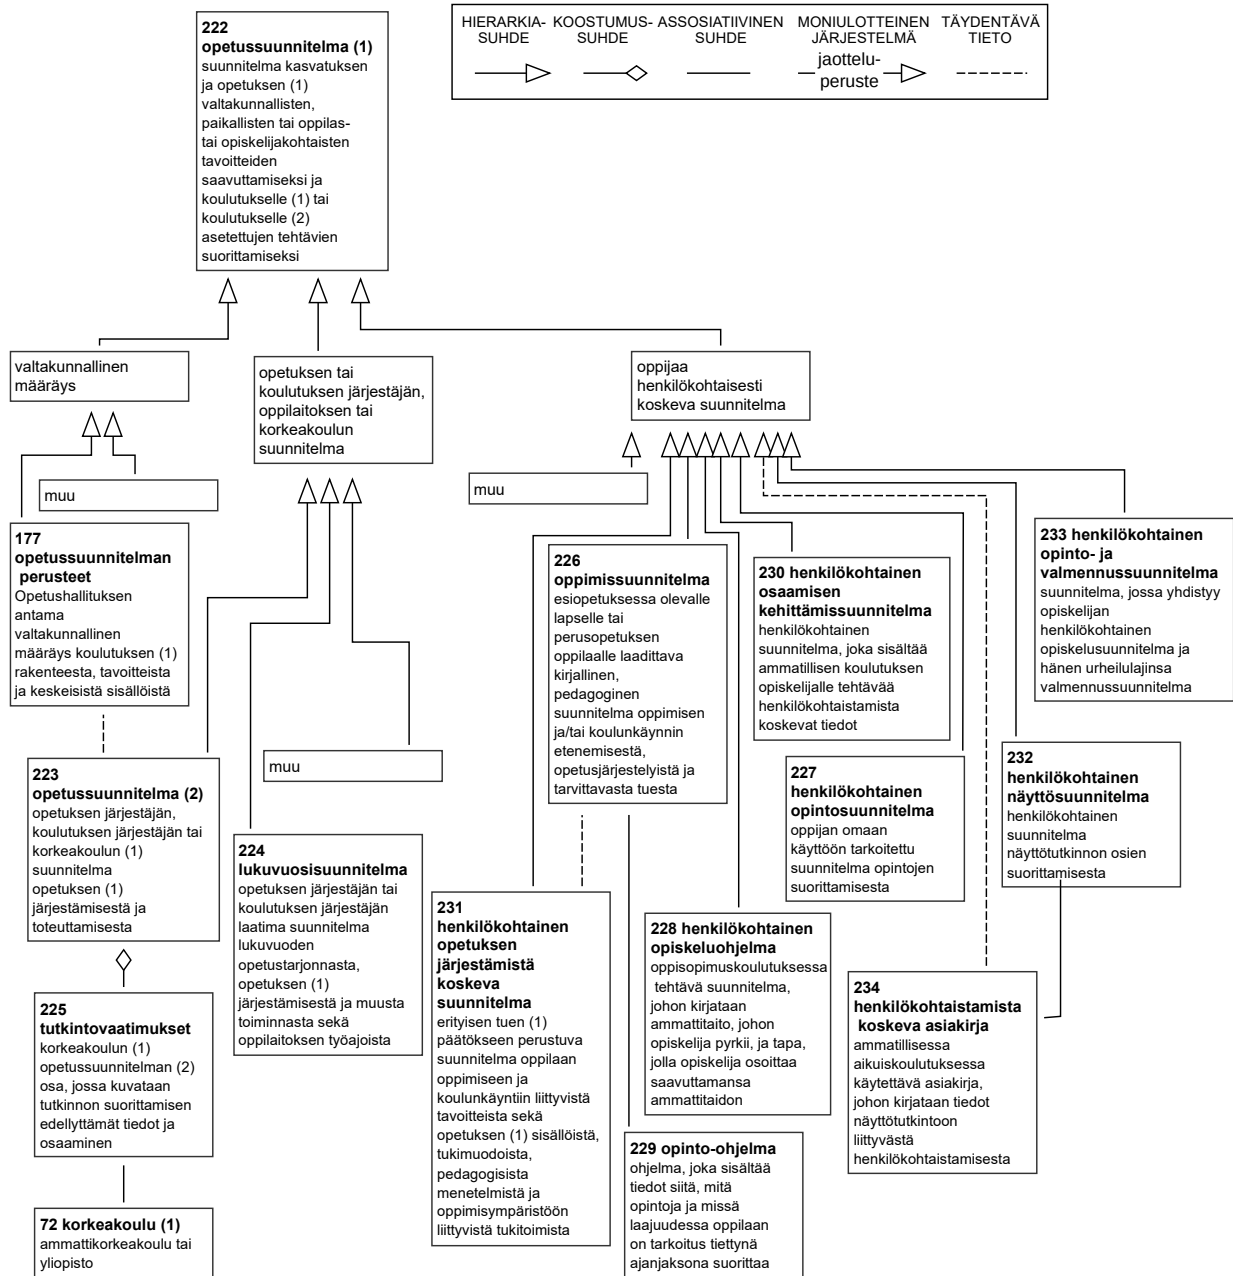 HIERARKIA-
SUHDE
KOOSTUMUS-
SUHDE
ASSOSIATIIVINEN
SUHDE
MONIULOTTEINEN
JÄRJESTELMÄ
TÄYDENTÄVÄ
TIETO
jaottelu-
peruste
222
opetussuunnitelma (1)
suunnitelma kasvatuksen
ja opetuksen (1)
valtakunnallisten,
paikallisten tai oppilas-
tai opiskelijakohtaisten
tavoitteiden
saavuttamiseksi ja
koulutukselle (1) tai
koulutukselle (2)
asetettujen tehtävien
suorittamiseksi
valtakunnallinen
määräys
opetuksen tai
koulutuksen järjestäjän,
oppilaitoksen tai
korkeakoulun
suunnitelma
oppijaa
henkilökohtaisesti
koskeva suunnitelma
muu
muu
177
opetussuunnitelman
perusteet
Opetushallituksen
antama
valtakunnallinen
määräys koulutuksen (1)
rakenteesta, tavoitteista
ja keskeisistä sisällöistä
226
oppimissuunnitelma
esiopetuksessa olevalle
lapselle tai
perusopetuksen
oppilaalle laadittava
kirjallinen,
pedagoginen
suunnitelma oppimisen
ja/tai koulunkäynnin
etenemisestä,
opetusjärjestelyistä ja
tarvittavasta tuesta
230 henkilökohtainen
osaamisen
kehittämissuunnitelma
henkilökohtainen
suunnitelma, joka sisältää
ammatillisen koulutuksen
opiskelijalle tehtävää
henkilökohtaistamista
koskevat tiedot
233 henkilökohtainen
opinto- ja
valmennussuunnitelma
suunnitelma, jossa yhdistyy
opiskelijan
henkilökohtainen
opiskelusuunnitelma ja
hänen urheilulajinsa
valmennussuunnitelma
muu
223
opetussuunnitelma (2)
opetuksen järjestäjän,
koulutuksen järjestäjän tai
korkeakoulun (1)
suunnitelma
opetuksen (1)
järjestämisestä ja
toteuttamisesta
227
henkilökohtainen
opintosuunnitelma
oppijan omaan
käyttöön tarkoitettu
suunnitelma opintojen
suorittamisesta
232
henkilökohtainen
näyttösuunnitelma
henkilökohtainen
suunnitelma
näyttötutkinnon osien
suorittamisesta
224
lukuvuosisuunnitelma
opetuksen järjestäjän tai
koulutuksen järjestäjän
laatima suunnitelma
lukuvuoden
opetustarjonnasta,
opetuksen (1)
järjestämisestä ja muusta
toiminnasta sekä
oppilaitoksen työajoista
231
henkilökohtainen
opetuksen
järjestämistä
koskeva
suunnitelma
erityisen tuen (1)
päätökseen perustuva
suunnitelma oppilaan
oppimiseen ja
koulunkäyntiin liittyvistä
tavoitteista sekä
opetuksen (1) sisällöistä,
tukimuodoista,
pedagogisista
menetelmistä ja
oppimisympäristöön
liittyvistä tukitoimista
228 henkilökohtainen
opiskeluohjelma
oppisopimuskoulutuksessa
tehtävä suunnitelma,
johon kirjataan
ammattitaito, johon
opiskelija pyrkii, ja tapa,
jolla opiskelija osoittaa
saavuttamansa
ammattitaidon
234
henkilökohtaistamista
koskeva asiakirja
ammatillisessa
aikuiskoulutuksessa
käytettävä asiakirja,
johon kirjataan tiedot
näyttötutkintoon
liittyvästä
henkilökohtaistamisesta
225
tutkintovaatimukset
korkeakoulun (1)
opetussuunnitelman (2)
osa, jossa kuvataan
tutkinnon suorittamisen
edellyttämät tiedot ja
osaaminen
229 opinto-ohjelma
ohjelma, joka sisältää
tiedot siitä, mitä
opintoja ja missä
laajuudessa oppilaan
on tarkoitus tiettynä
ajanjaksona suorittaa
72 korkeakoulu (1)
ammattikorkeakoulu tai
yliopisto